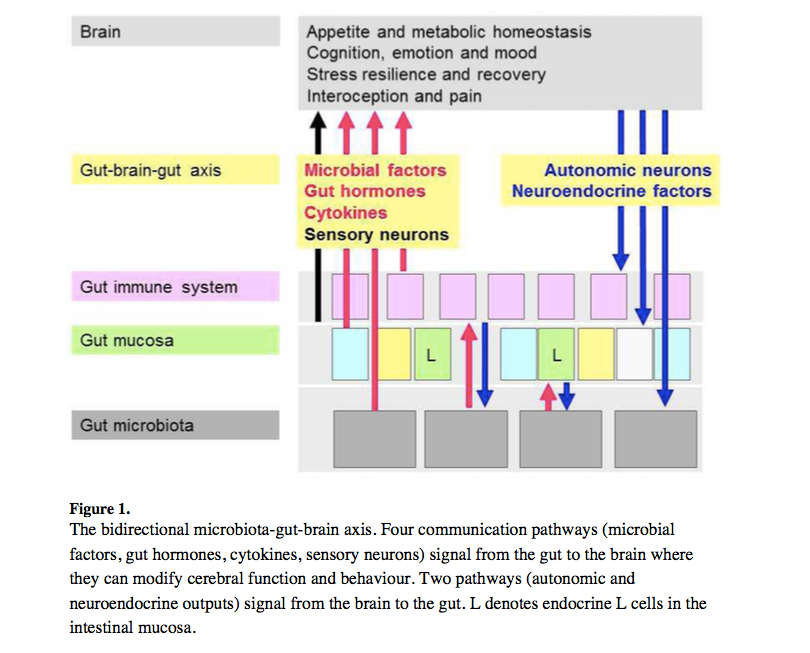 Brain
Appetite and metabolic homeostasis
Cognition, emotion and mood
Stress resilience and recovery
Interoception and pain
Gut-brain-gut axis
Microbial factors
Gut hormones
Cytokines
Sensory neurons
Autonomic neurons
Neuroendocrine factors
Gut immune system
Gut mucosa
L
L
Gut microbiota
Figure 1.
The bidirectional microbiota-gut-brain axis. Four communication pathways (microbial
factors, gut hormones, cytokines, sensory neurons) signal from the gut to the brain where
they can modify cerebral function and behaviour. Two pathways (autonomic and
neuroendocrine outputs) signal from the brain to the gut. L denotes endocrine L cells in the
intestinal mucosa.